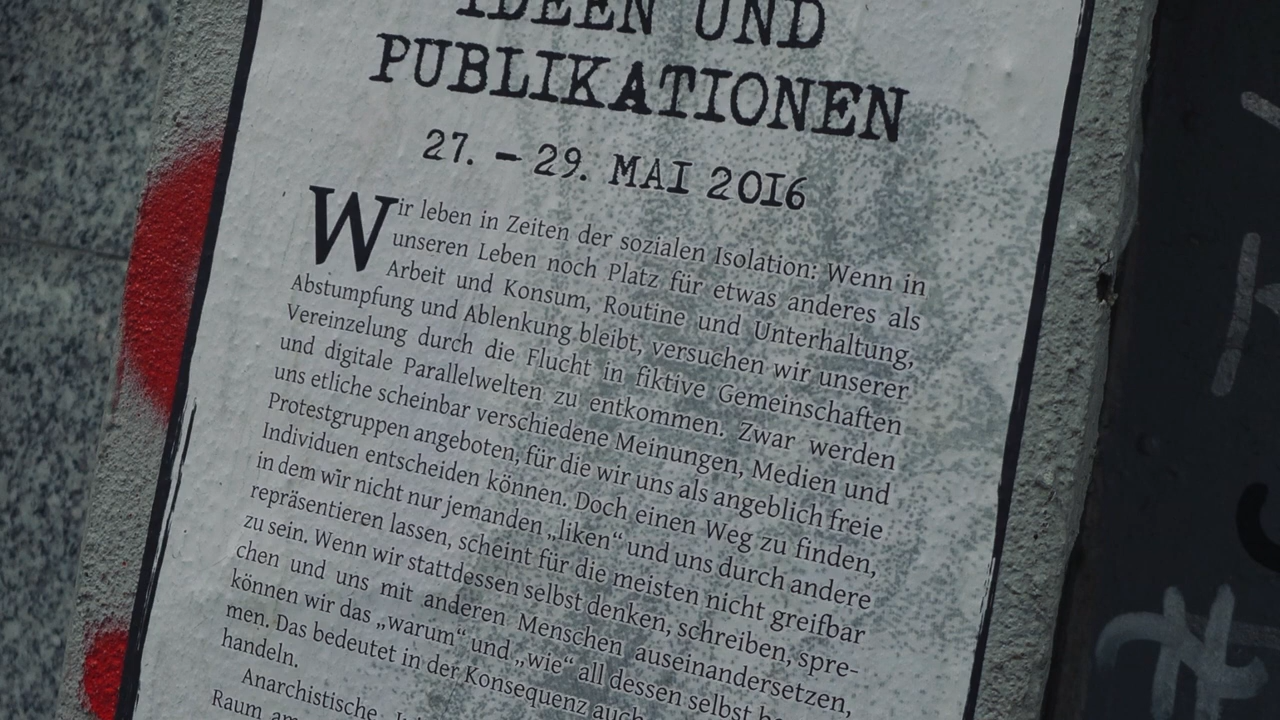 IDEEN UND
PUBLIKATIONEN
27. – 29. MAI 2016
Wir leben in Zeiten der sozialen Isolation: Wenn in
unseren Leben noch Platz für etwas anderes als
Arbeit und Konsum, Routine und Unterhaltung,
Abstumpfung und Ablenkung bleibt, versuchen wir unserer
Vereinzelung durch die Flucht in fiktive Gemeinschaften
und digitale Parallelwelten zu entkommen. Zwar werden
uns etliche scheinbar verschiedene Meinungen, Medien und
Protestgruppen angeboten, für die wir uns als angeblich freie
Individuen entscheiden können. Doch einen Weg zu finden,
in dem wir nicht nur jemanden „liken“ und uns durch andere
repräsentieren lassen, scheint für die meisten nicht greifbar
zu sein. Wenn wir stattdessen selbst denken, schreiben, spre-
chen und uns mit anderen Menschen auseinandersetzen,
können wir das „warum“ und „wie“ all dessen selbst
men. Das bedeutet in der Konsequenz auch
handeln.
Anarchistische
Raum